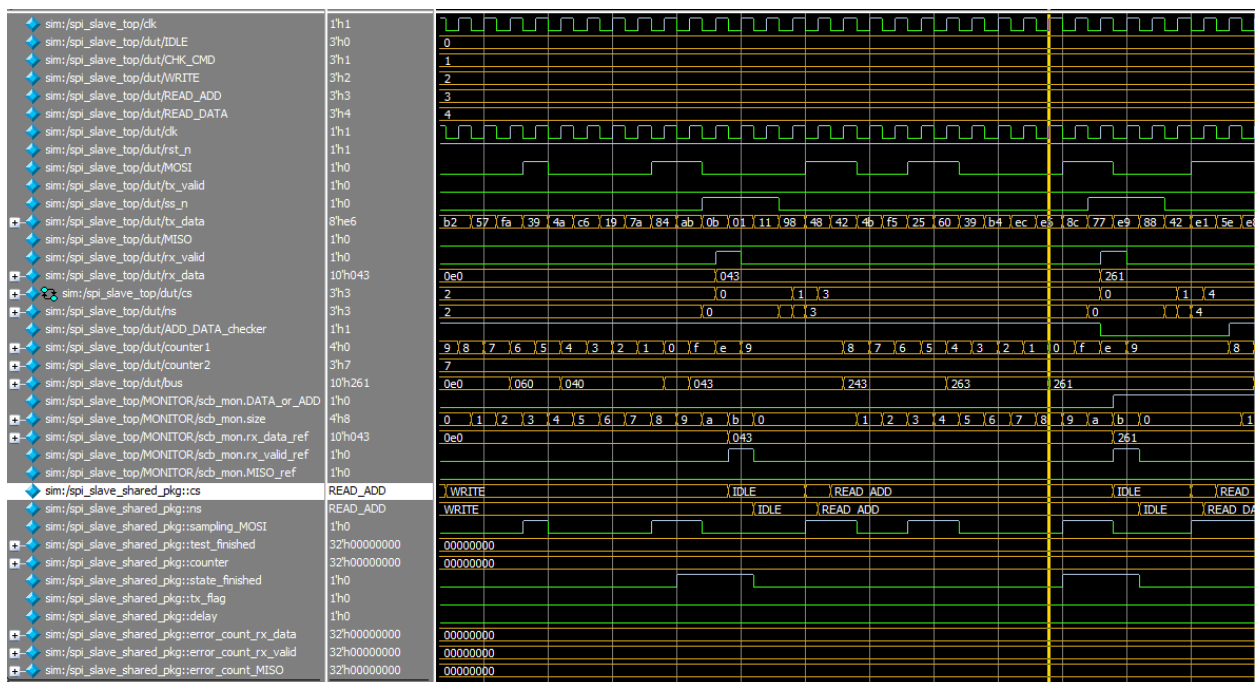 sim:/spi_slave_top/clk 1'h1
sim:/spi_slave_top/dut/IDLE 3'h0 0
sim:/spi_slave_top/dut/CHK_CMD 3'h1 1
sim:/spi_slave_top/dut/WRITE 3'h2 2
sim:/spi_slave_top/dut/READ_ADD 3'h3 3
sim:/spi_slave_top/dut/READ_DATA 3'h4 4
sim:/spi_slave_top/dut/clk 1'h1
sim:/spi_slave_top/dut/rst_n 1'h1
sim:/spi_slave_top/dut/MOSI 1'h0
sim:/spi_slave_top/dut/tx_valid 1'h0
sim:/spi_slave_top/dut/ss_n 1'h0
sim:/spi_slave_top/dut/tx_data 8'he6 b2 57 fa 39 4a c6 19 7a 84 ab 0b 01 11 98 48 42 4b f5 25 60 39 b4 ec e6 8c 77 e9 88 42 e1 5e
sim:/spi_slave_top/dut/MISO 1'h0
sim:/spi_slave_top/dut/rx_valid 1'h0
sim:/spi_slave_top/dut/rx_data 10'h043 0e0 043 261
sim:/spi_slave_top/dut/cs 3'h3 2 0 1 3 0 1 4
sim:/spi_slave_top/dut/ns 3'h3 2 0 3 0 4
sim:/spi_slave_top/dut/ADD_DATA_checker 1'h1
sim:/spi_slave_top/dut/counter1 4'h0 9 8 7 6 5 4 3 2 1 0 f e 9 8 7 6 5 4 3 2 1 0 f e 9 8
sim:/spi_slave_top/dut/counter2 3'h7 7
sim:/spi_slave_top/dut/bus 10'h261 0e0 060 040 043 243 263 261
sim:/spi_slave_top/MONITOR/scb_mon.DATA_or_ADD 1'h0
sim:/spi_slave_top/MONITOR/scb_mon.size 4'h8 0 1 2 3 4 5 6 7 8 9 a b 0 1 2 3 4 5 6 7 8 9 a b 0 1
sim:/spi_slave_top/MONITOR/scb_mon.rx_data_ref 10'h043 0e0 043 261
sim:/spi_slave_top/MONITOR/scb_mon.rx_valid_ref 1'h0
sim:/spi_slave_top/MONITOR/scb_mon.MISO_ref 1'h0
sim:/spi_slave_shared_pkg::cs READ_ADD WRITE IDLE READ_ADD IDLE READ
sim:/spi_slave_shared_pkg::ns READ_ADD WRITE IDLE READ_ADD IDLE READ_DA
sim:/spi_slave_shared_pkg::sampling_MOSI 1'h0
sim:/spi_slave_shared_pkg::test_finished 32'h00000000 00000000
sim:/spi_slave_shared_pkg::counter 32'h00000000 00000000
sim:/spi_slave_shared_pkg::state_finished 1'h0
sim:/spi_slave_shared_pkg::tx_flag 1'h0
sim:/spi_slave_shared_pkg::delay 1'h0
sim:/spi_slave_shared_pkg::error_count_rx_data 32'h00000000 00000000
sim:/spi_slave_shared_pkg::error_count_rx_valid 32'h00000000 00000000
sim:/spi_slave_shared_pkg::error_count_MISO 32'h00000000 00000000